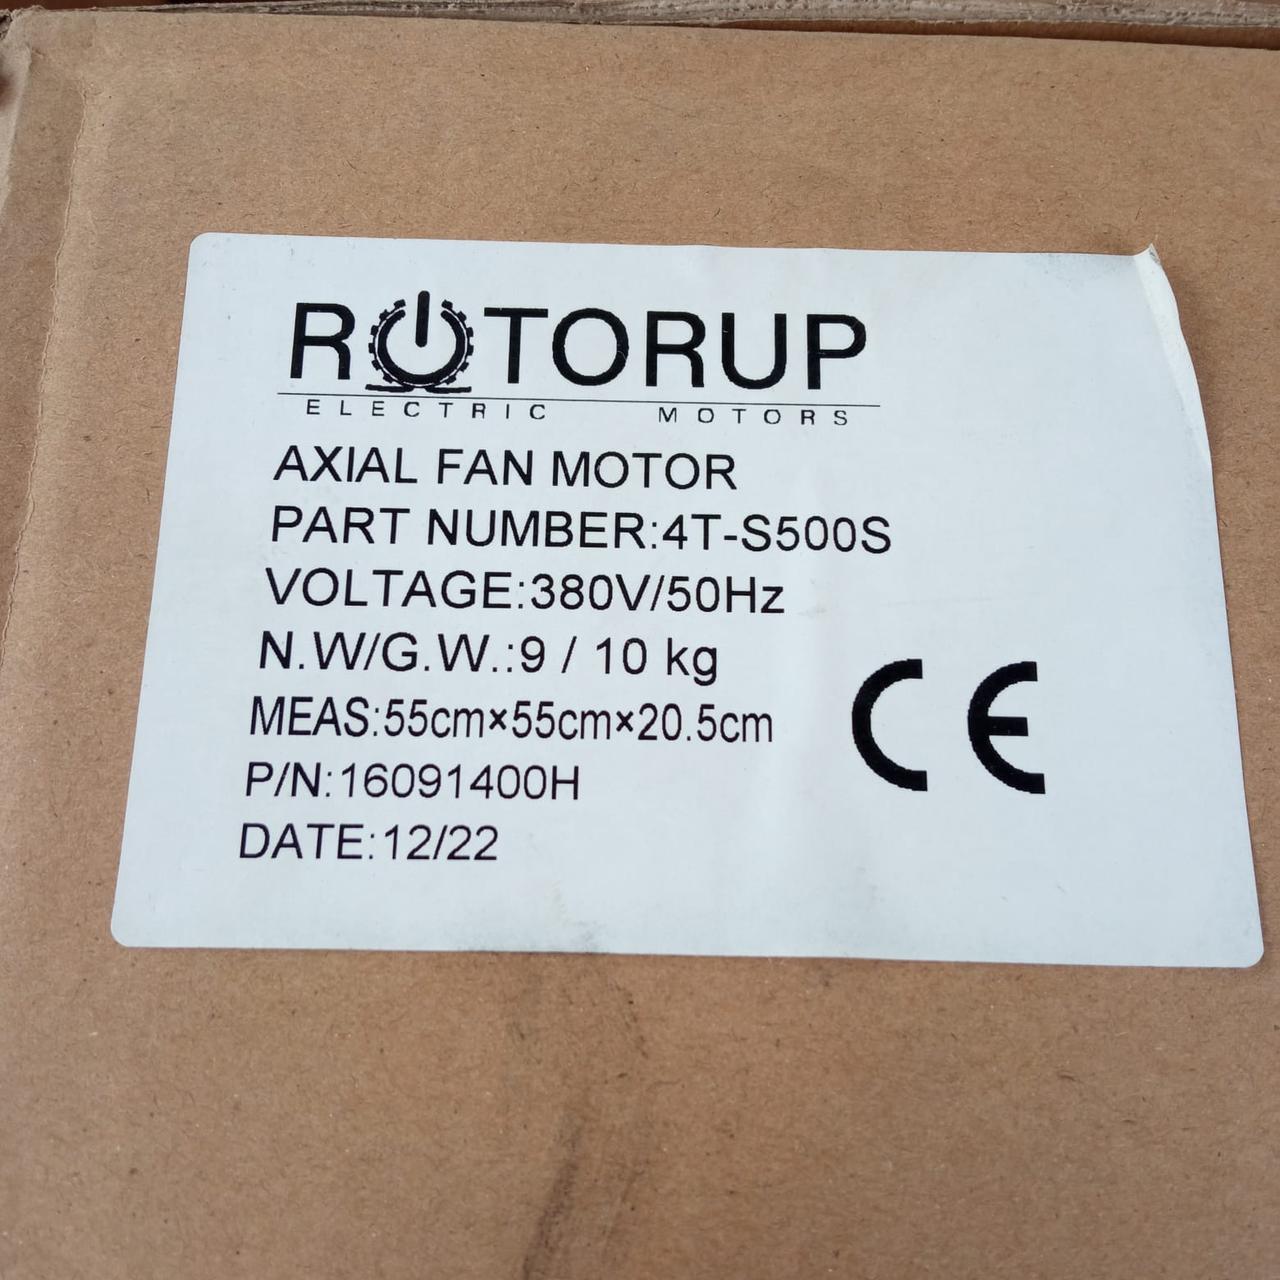 ROTORUP
ELECTRIC MOTORS
AXIAL FAN MOTOR
PART NUMBER:4T-S500S
VOLTAGE:380V/50Hz
N.W/G.W.:9 / 10 kg
MEAS:55cm×55cm×20.5cm
P/N:16091400H
DATE:12/22
CE